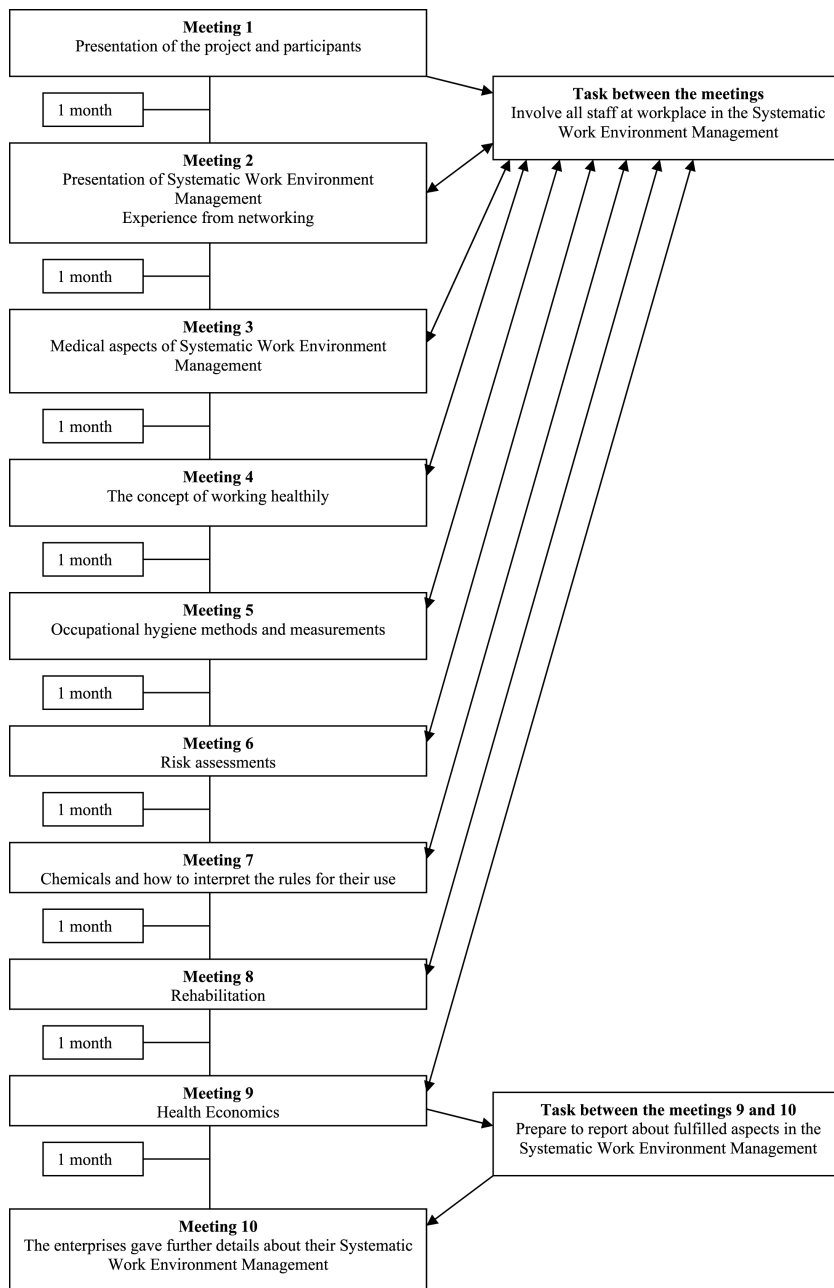 Meeting 1
Presentation of the project and participants
Task between the meetings
Involve all staff at workplace in the Systematic
Work Environment Management
1 month
Meeting 2
Presentation of Systematic Work Environment
Management
Experience from networking
1 month
Meeting 3
Medical aspects of Systematic Work Environment
Management
1 month
Meeting 4
The concept of working healthily
1 month
Meeting 5
Occupational hygiene methods and measurements
1 month
Meeting 6
Risk assessments
1 month
Meeting 7
Chemicals and how to interpret the rules for their use
1 month
Meeting 8
Rehabilitation
1 month
Meeting 9
Health Economics
Task between the meetings 9 and 10
Prepare to report about fulfilled aspects in the
Systematic Work Environment Management
1 month
Meeting 10
The enterprises gave further details about their Systematic
Work Environment Management